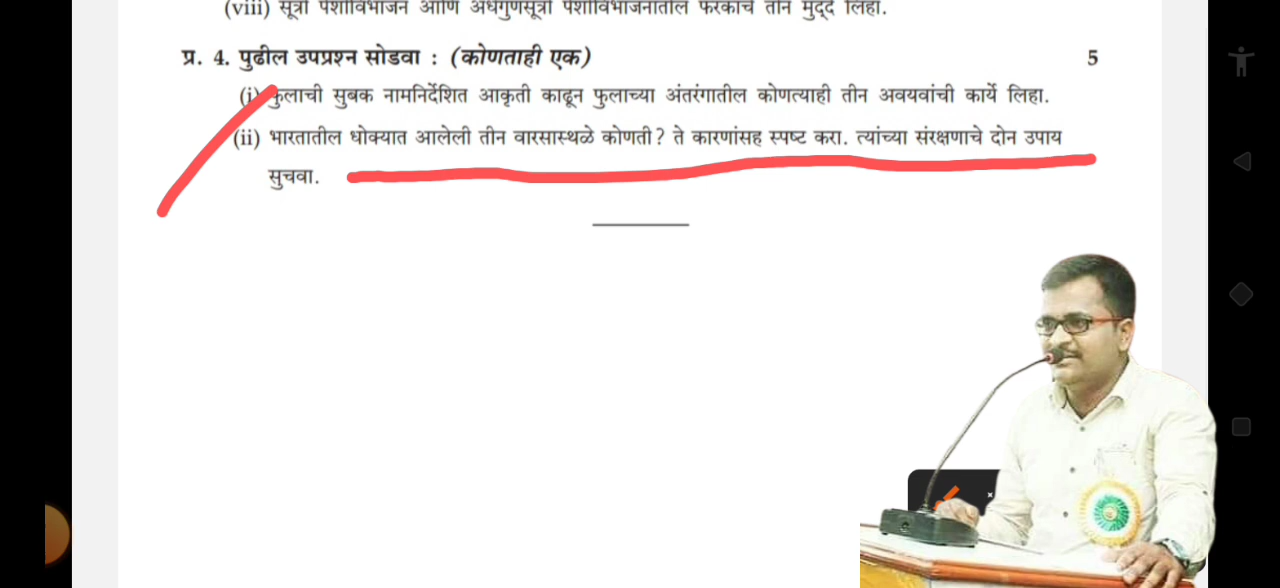 (viii) सूत्री पेशीविभाजन आणि अर्धगुणसूत्री पेशीविभाजनातील फरकाचे तीन मुद्दे लिहा.
प्र. 4. पुढील उपप्रश्न सोडवा : (कोणताही एक) 5
(i) फुलाची सुबक नामनिर्देशित आकृती काढून फुलाच्या अंतरंगातील कोणत्याही तीन अवयवांची कार्ये लिहा.
(ii) भारतातील धोक्यात आलेली तीन वारसास्थळे कोणती? ते कारणांसह स्पष्ट करा. त्यांच्या संरक्षणाचे दोन उपाय
सुचवा.